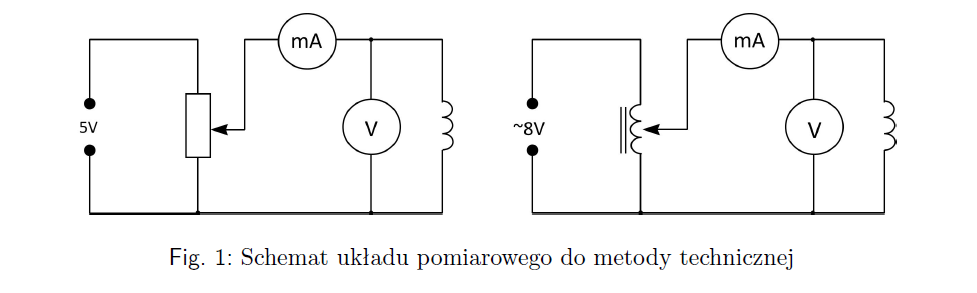 mA
mA
5V
V
~8V
V
Fig. 1: Schemat układu pomiarowego do metody technicznej